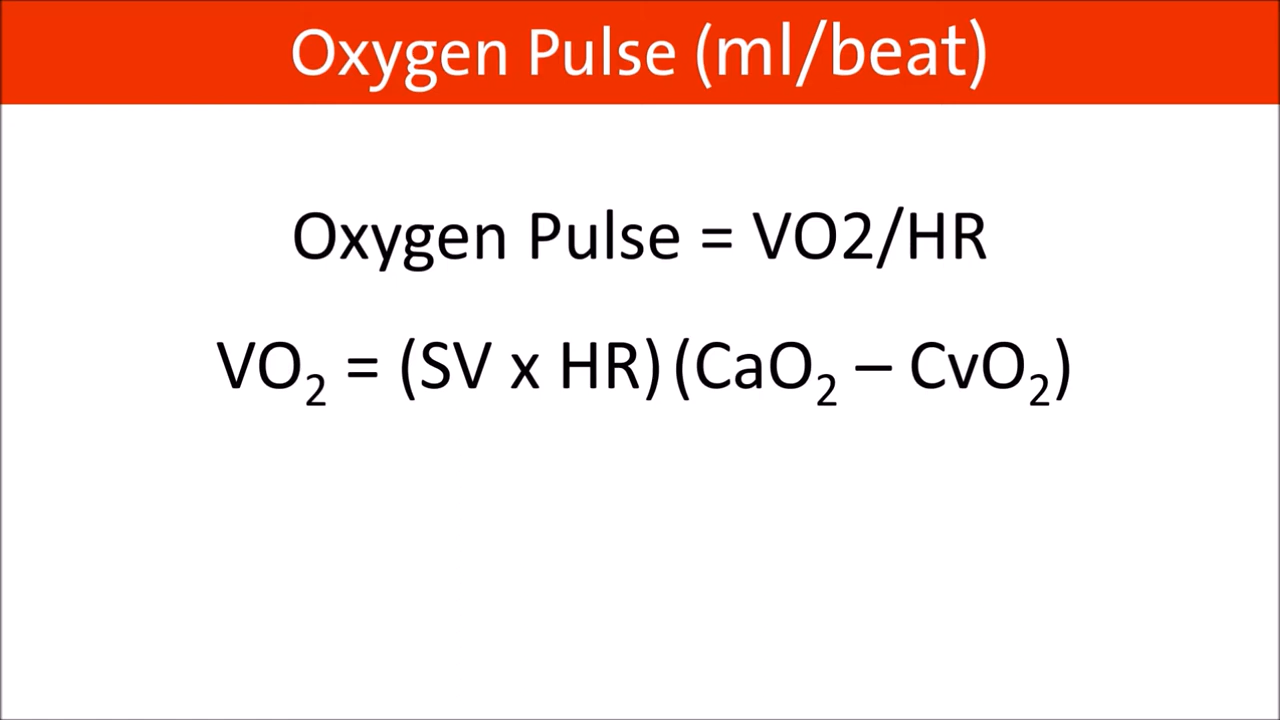 Oxygen Pulse (ml/beat)
Oxygen Pulse = VO2/HR
VO₂ = (SV x HR) (CaO₂ – CvO₂)